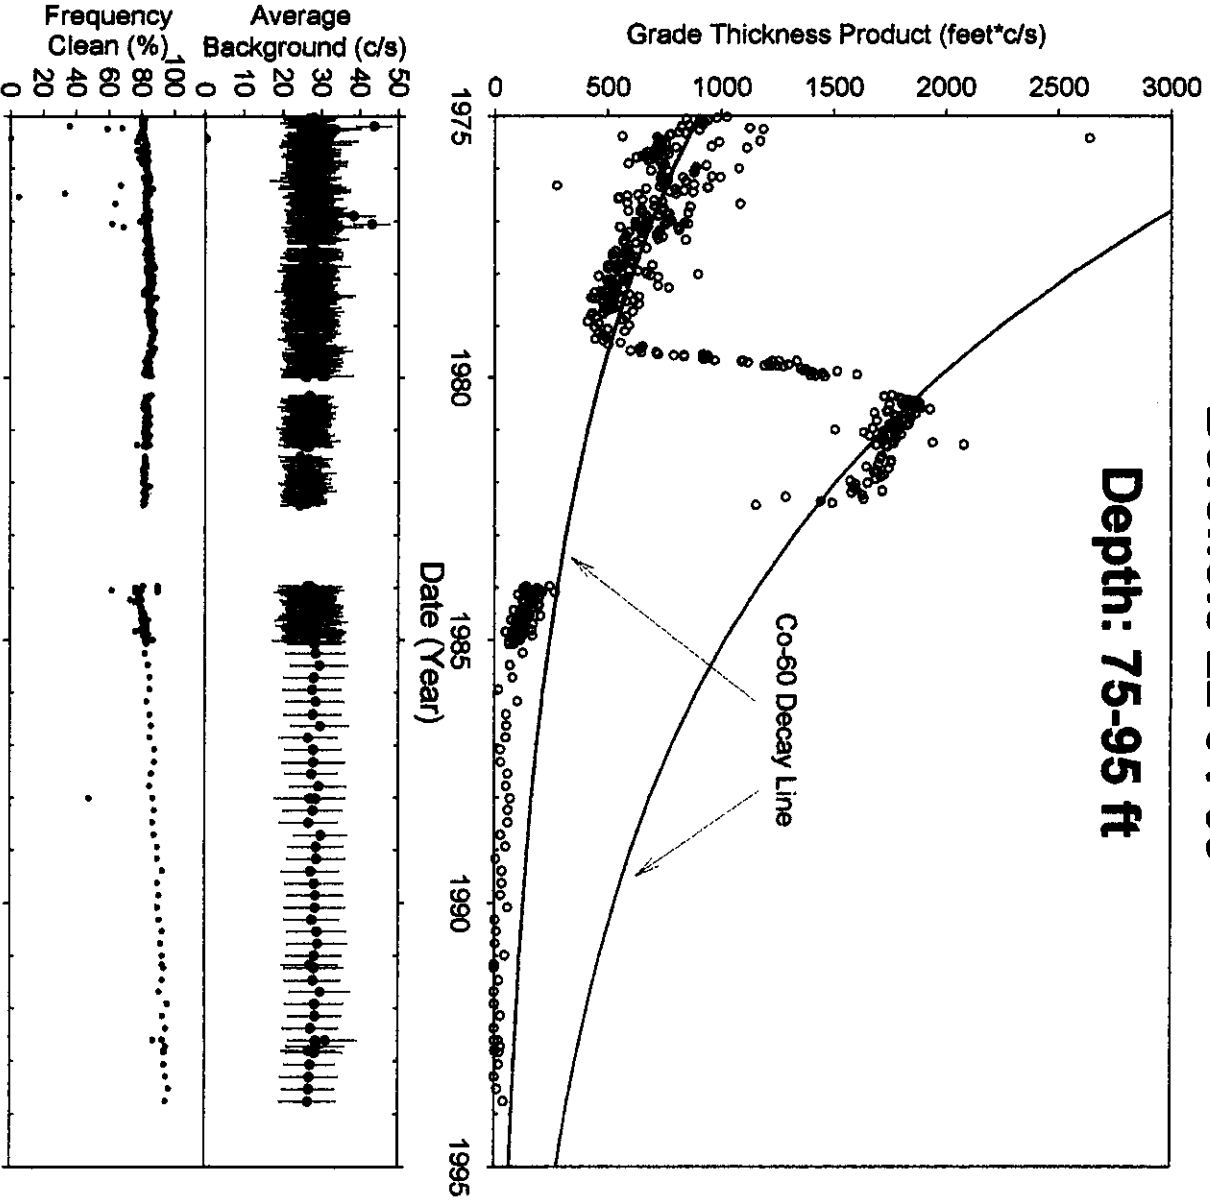 Depth: 75-95 ft
Grade Thickness Product (feet*c/s)
0 500 1000 1500 2000 2500 3000
Co-60 Decay Line
1975 1980 1985 1990 1995
Date (Year)
Average
Background (c/s)
0 10 20 30 40 50
Frequency
Clean (%)
0 20 40 60 80 100